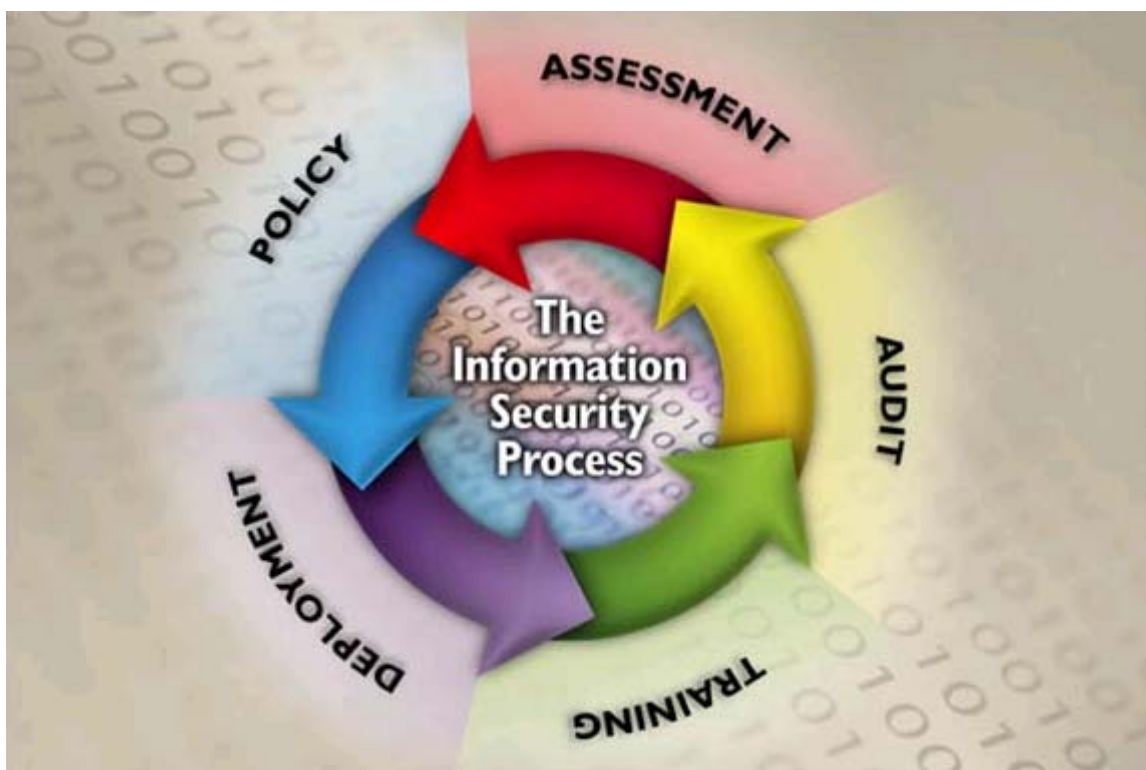 ASSESSMENT
POLICY
The
Information
Security
Process
AUDIT
DEPLOYMENT
TRAINING